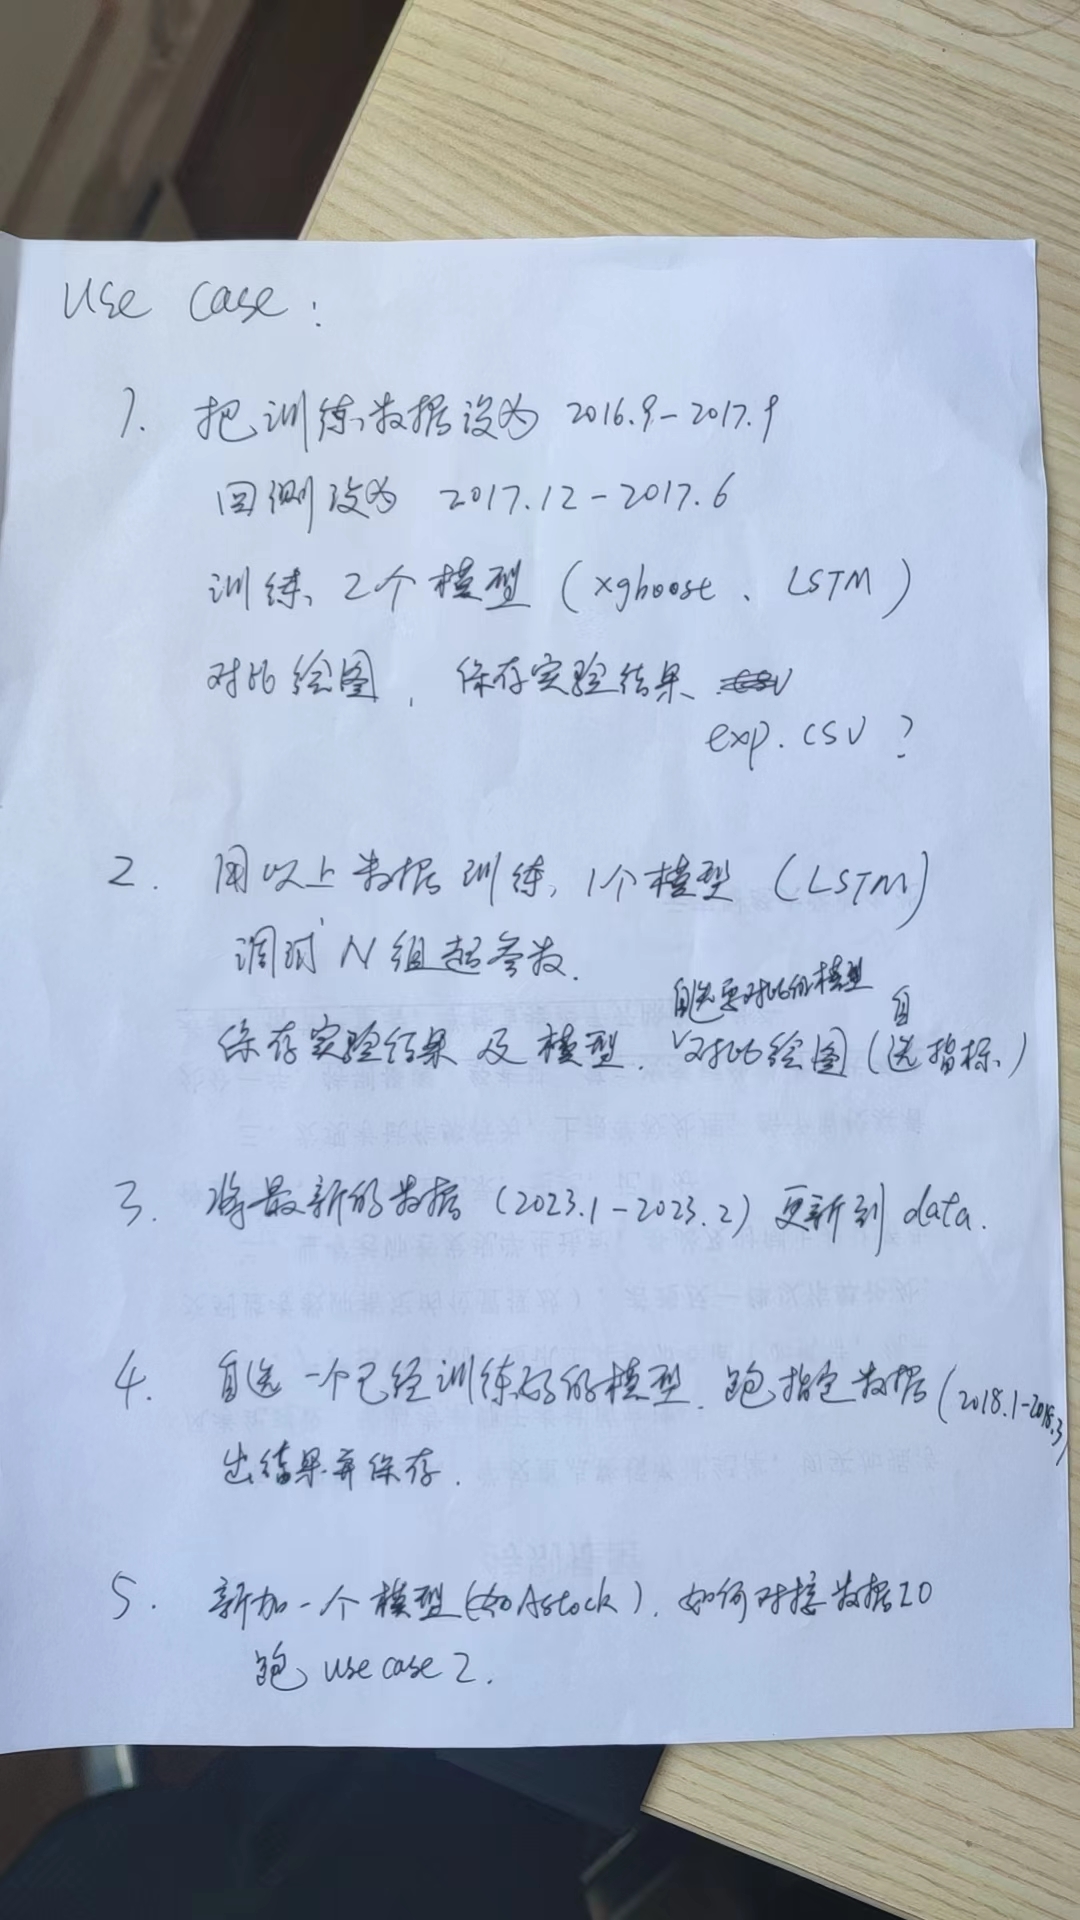 Use case:
1. 把训练数据设为 2016.9-2017.9
回测设为 2017.12-2017.6
训练 2个模型 (xgboost、LSTM)
对比绘图, 保存实验结果
exp.csv ?
2. 用以上数据训练 1个模型 (LSTM)
调试 N 组超参数.
自选要对比的模型
保存实验结果及模型. 对比绘图 (自选指标)
3. 将最新的数据 (2023.1-2023.2) 更新到 data.
4. 自选一个已经训练好的模型. 跑指定数据 (2018.1-2018.3)
出结果并保存.
5. 新加一个模型 (如Astock). 如何对接数据IO
跑 use case 2.